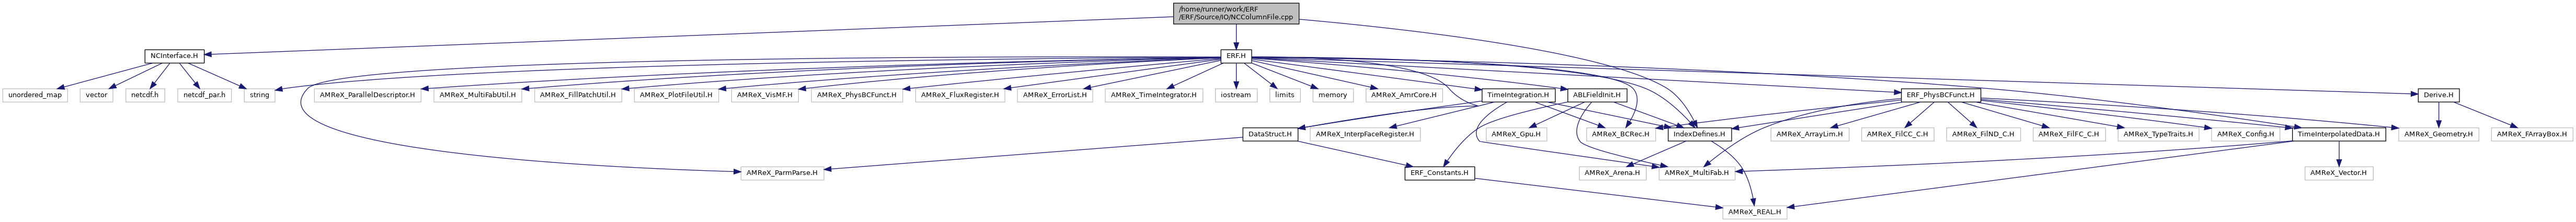 /home/runner/work/ERF
/ERF/Source/IO/NCColumnFile.cpp
NCInterface.H
ERF.H
unordered_map
vector
netcdf.h
netcdf_par.h
string
AMReX_ParallelDescriptor.H
AMReX_MultiFabUtil.H
AMReX_FillPatchUtil.H
AMReX_PlotFileUtil.H
AMReX_VisMF.H
AMReX_PhysBCFunct.H
AMReX_FluxRegister.H
AMReX_ErrorList.H
AMReX_TimeIntegrator.H
iostream
limits
memory
AMReX_AmrCore.H
TimeIntegration.H
ABLFieldInit.H
ERF_PhysBCFunct.H
Derive.H
DataStruct.H
AMReX_InterpFaceRegister.H
AMReX_Gpu.H
AMReX_BCRec.H
IndexDefines.H
AMReX_ArrayLim.H
AMReX_FilCC_C.H
AMReX_FilND_C.H
AMReX_FilFC_C.H
AMReX_TypeTraits.H
AMReX_Config.H
TimeInterpolatedData.H
AMReX_Geometry.H
AMReX_FArrayBox.H
AMReX_ParmParse.H
ERF_Constants.H
AMReX_Arena.H
AMReX_MultiFab.H
AMReX_Vector.H
AMReX_REAL.H